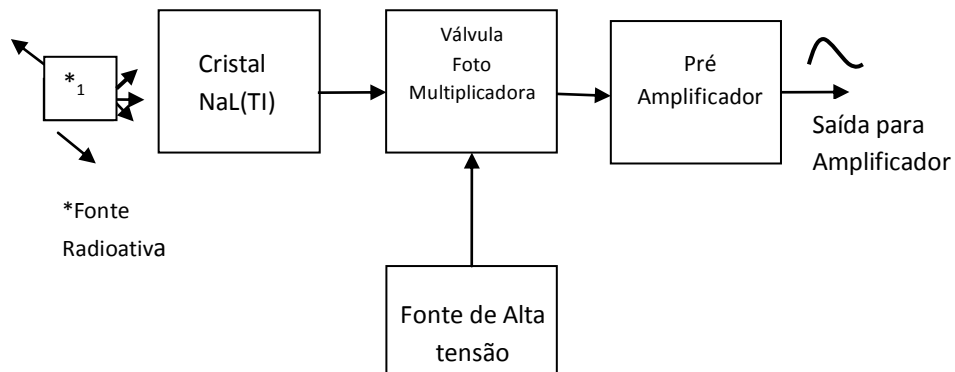 *1
Cristal
NaL(TI)
Válvula
Foto
Multiplicadora
Pré
Amplificador
Saída para
Amplificador
*Fonte
Radioativa
Fonte de Alta
tensão